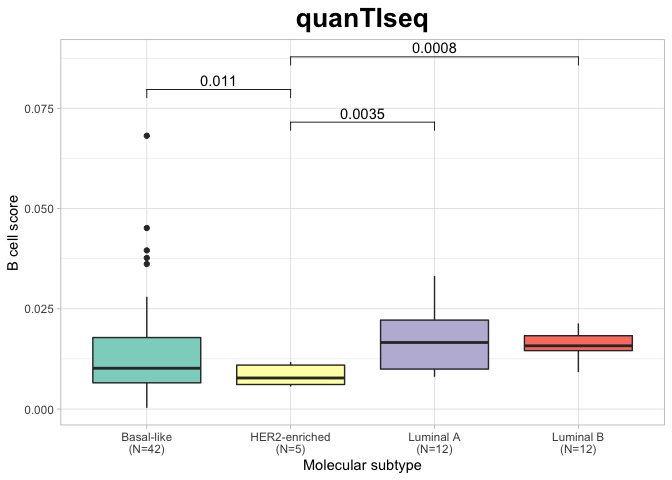 quanTIseq
0.0008
0.011
0.0035
0.075
0.050
0.025
0.000
B cell score
Basal-like
(N=42)
HER2-enriched
(N=5)
Luminal A
(N=12)
Luminal B
(N=12)
Molecular subtype